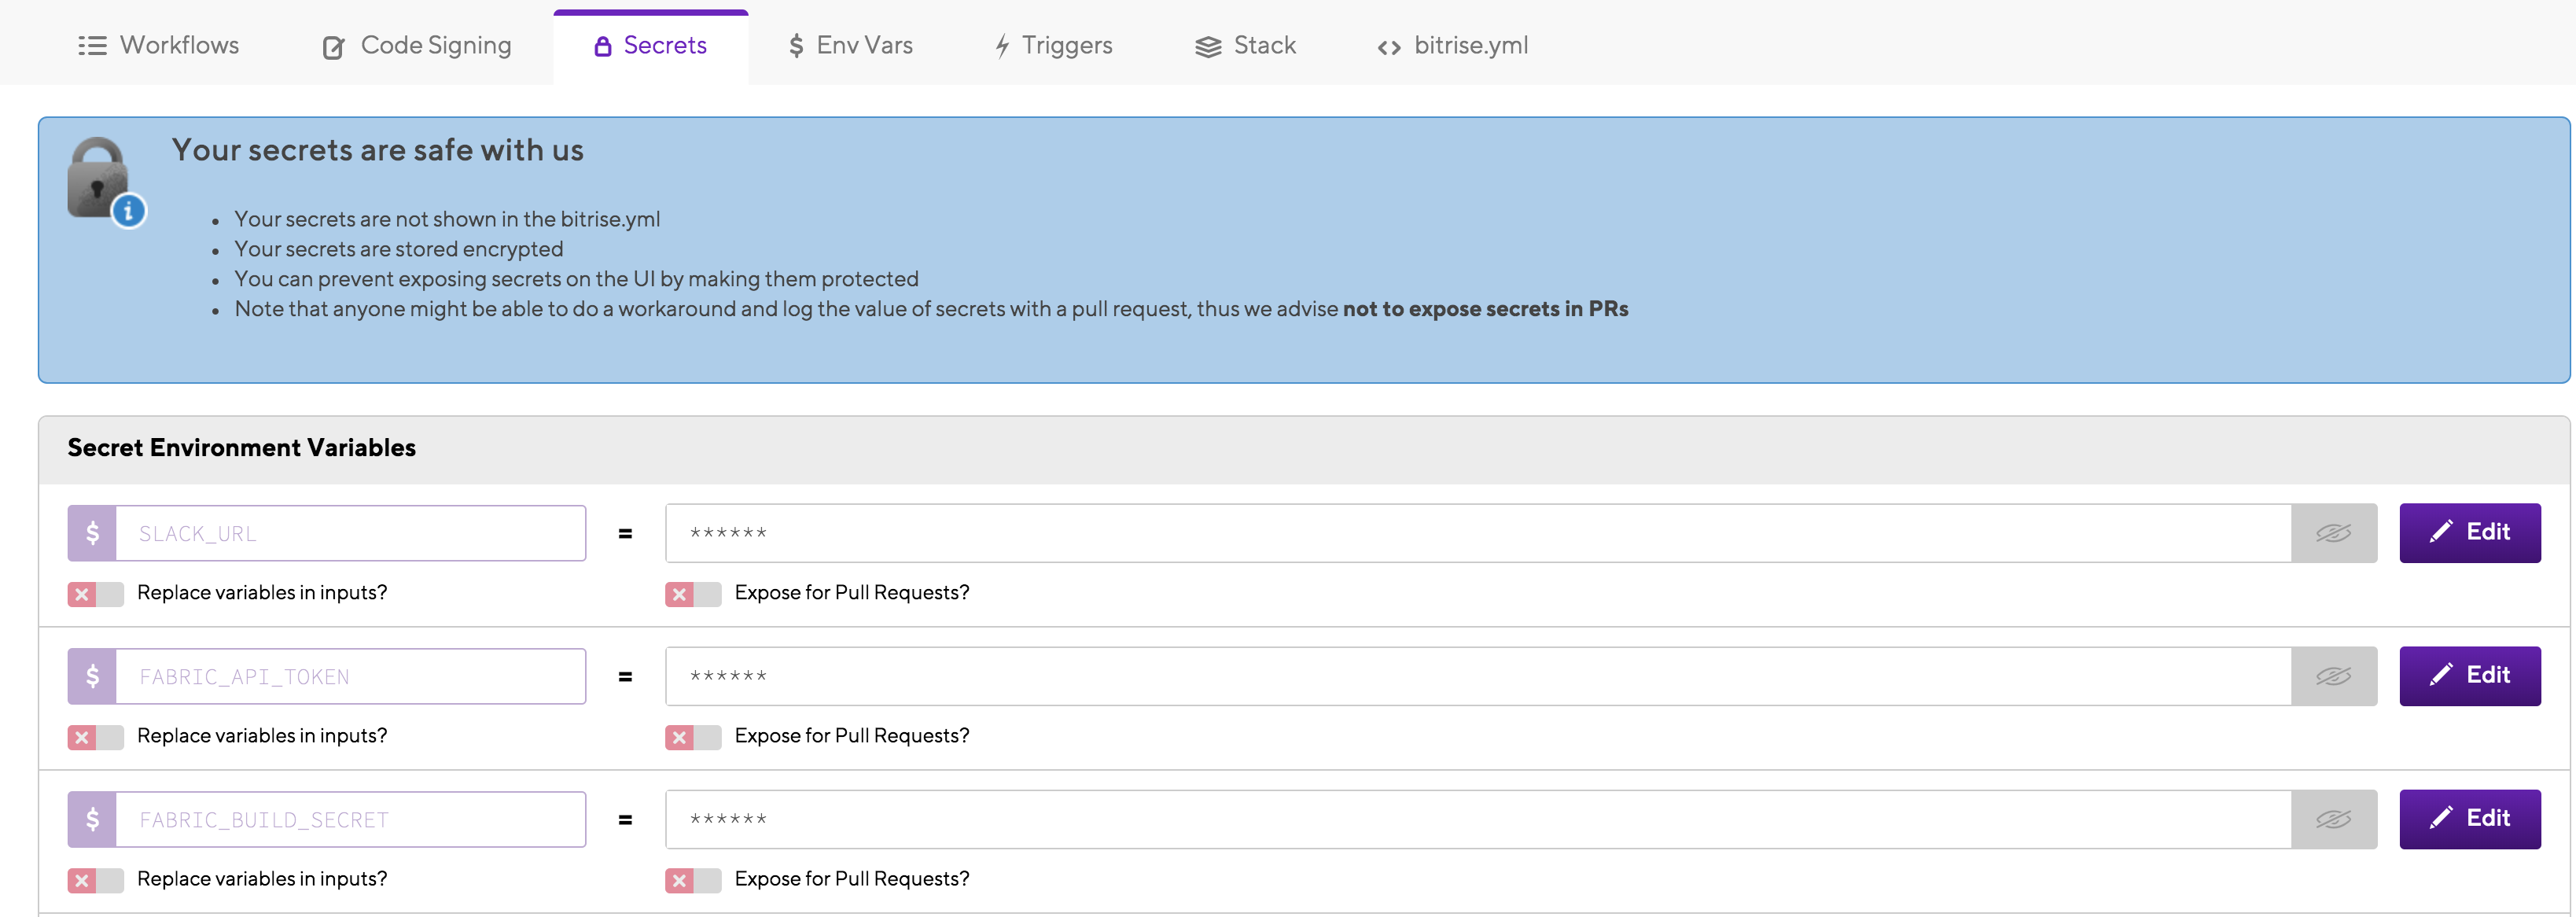 Workflows Code Signing Secrets $ Env Vars Triggers Stack <> bitrise.yml
Your secrets are safe with us
• Your secrets are not shown in the bitrise.yml
• Your secrets are stored encrypted
• You can prevent exposing secrets on the UI by making them protected
• Note that anyone might be able to do a workaround and log the value of secrets with a pull request, thus we advise not to expose secrets in PRs
Secret Environment Variables
$ SLACK_URL = ****** Edit
Replace variables in inputs? Expose for Pull Requests?
$ FABRIC_API_TOKEN = ****** Edit
Replace variables in inputs? Expose for Pull Requests?
$ FABRIC_BUILD_SECRET = ****** Edit
Replace variables in inputs? Expose for Pull Requests?